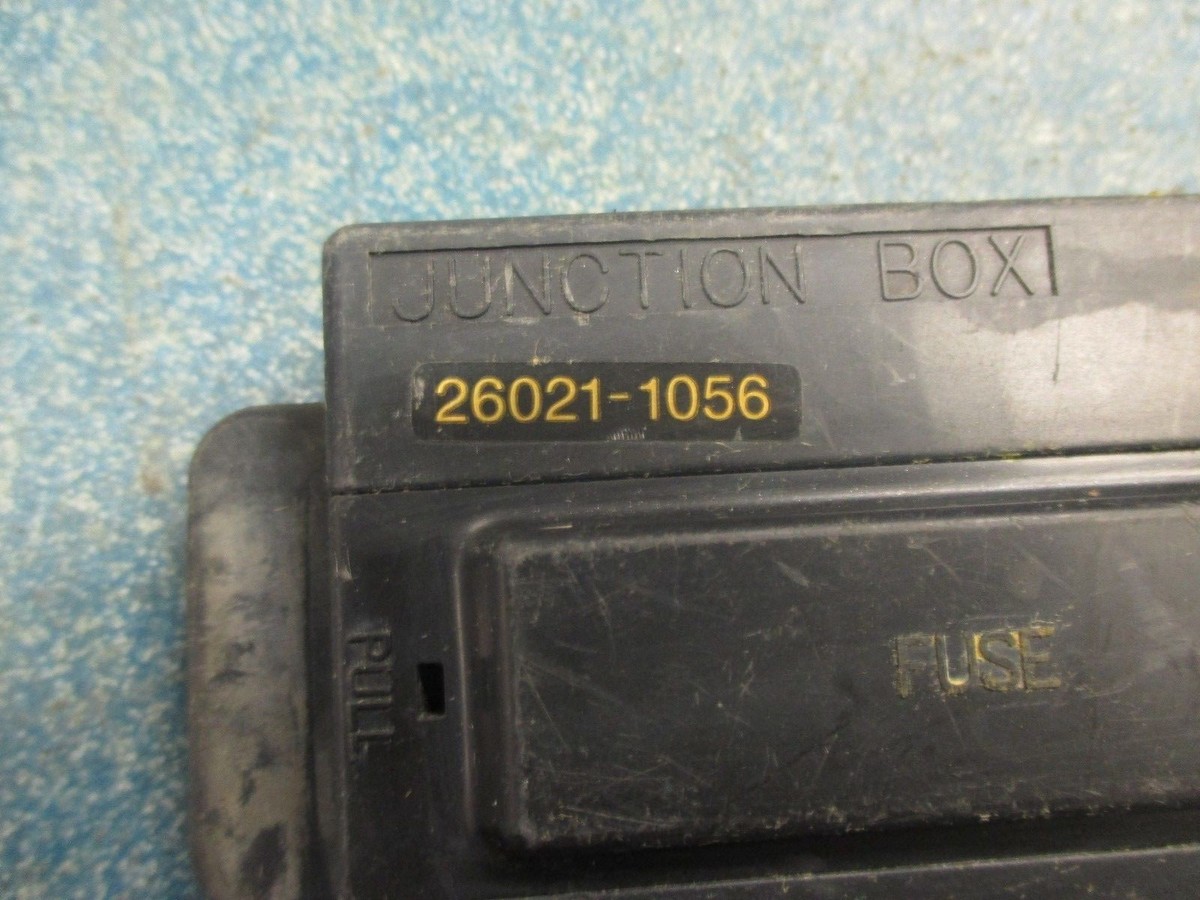 JUNCTION BOX
26021-1056
FUSE
PULL